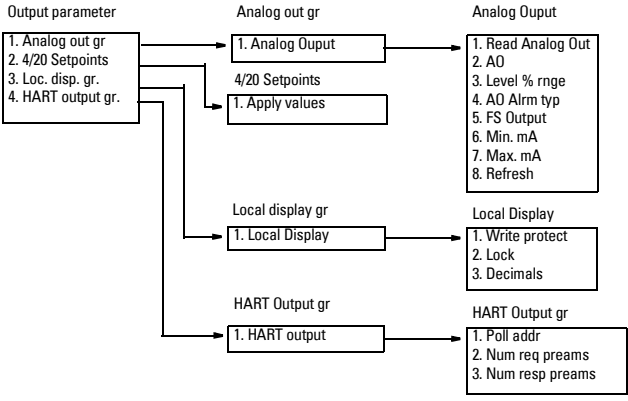 Output parameter
1. Analog out gr
2. 4/20 Setpoints
3. Loc. disp. gr.
4. HART output gr.
Analog out gr
1. Analog Ouput
4/20 Setpoints
1. Apply values
Analog Ouput
1. Read Analog Out
2. AO
3. Level % rnge
4. AO Alrm typ
5. FS Output
6. Min. mA
7. Max. mA
8. Refresh
Local display gr
1. Local Display
Local Display
1. Write protect
2. Lock
3. Decimals
HART Output gr
1. HART output
HART Output gr
1. Poll addr
2. Num req preams
3. Num resp preams